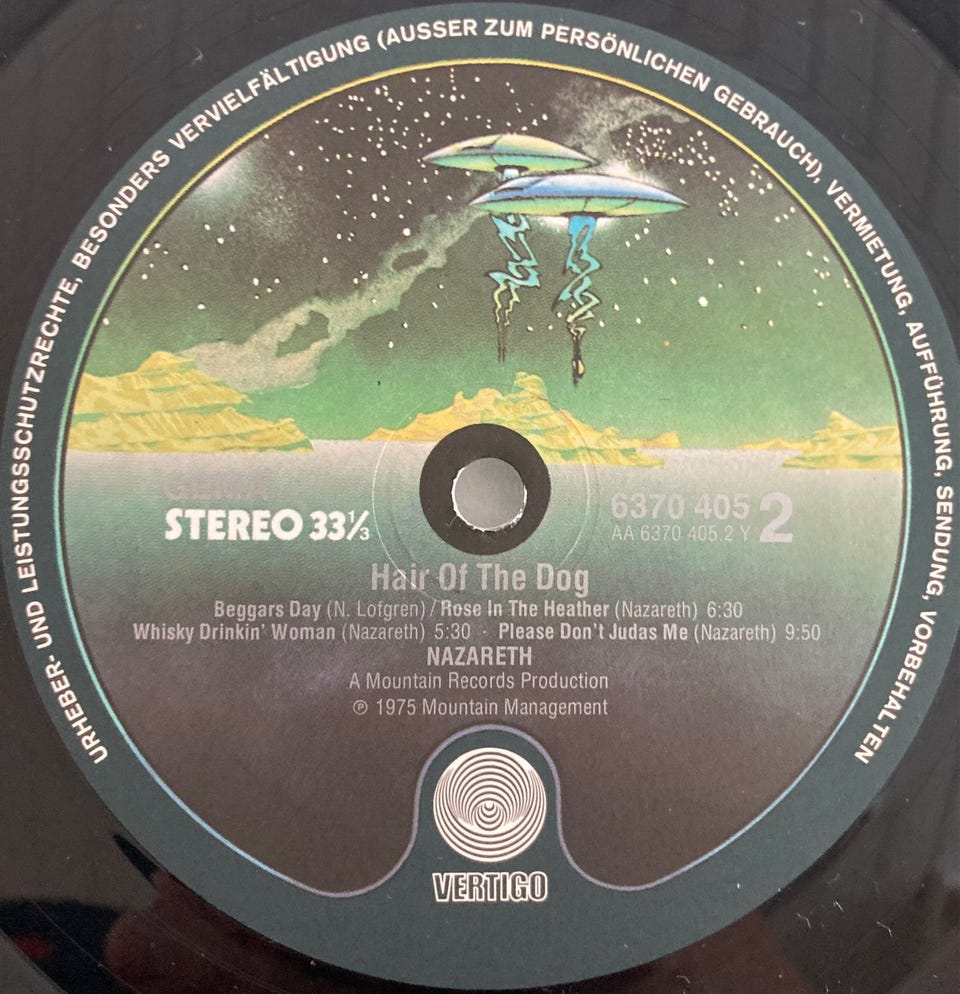 URHEBER- UND LEISTUNGSSCHUTZRECHTE, BESONDERS VERVIELFÄLTIGUNG (AUSSER ZUM PERSÖNLICHEN GEBRAUCH), VERMIETUNG, AUFFÜHRUNG, SENDUNG, VORBEHALTEN
GEMA
STEREO 33⅓
6370 405 2
AA 6370 405.2 Y
Hair Of The Dog
Beggars Day (N. Lofgren) / Rose In The Heather (Nazareth) 6:30
Whisky Drinkin' Woman (Nazareth) 5:30 · Please Don't Judas Me (Nazareth) 9:50
NAZARETH
A Mountain Records Production
℗ 1975 Mountain Management
VERTIGO